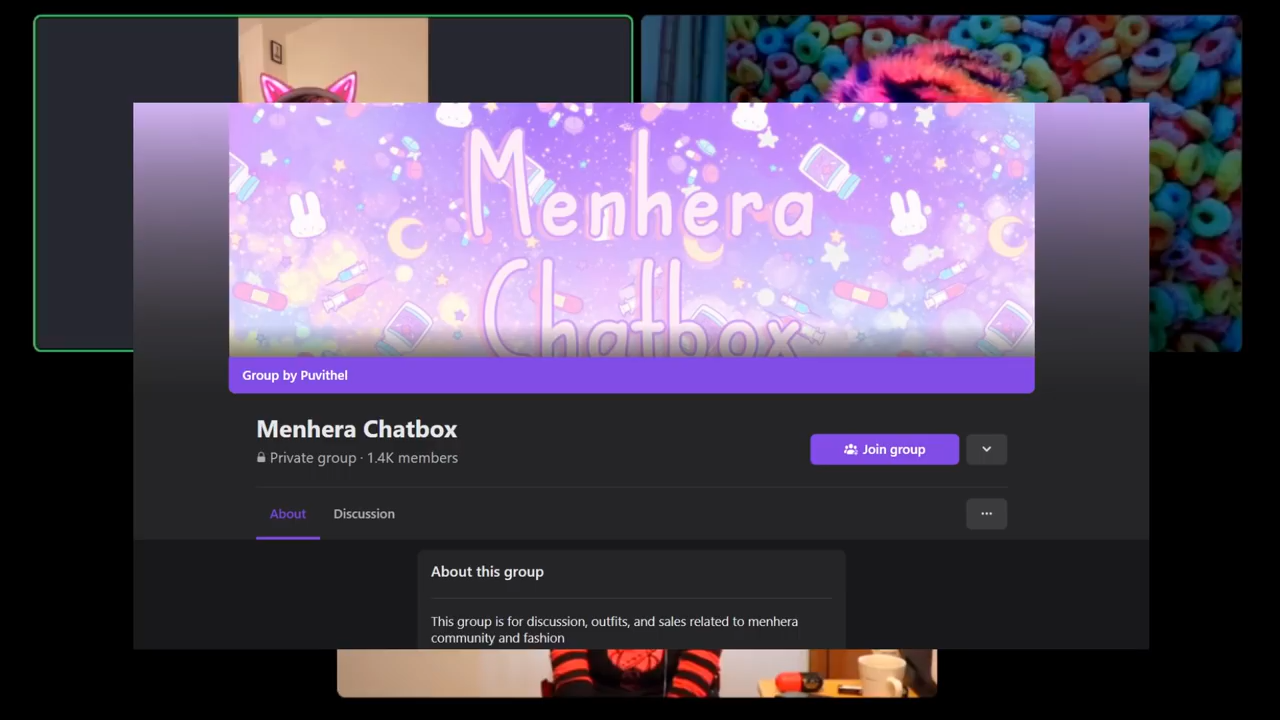 Menhera
Chatbox
Group by Puvithel
Menhera Chatbox
Private group · 1.4K members
Join group
About
Discussion
About this group
This group is for discussion, outfits, and sales related to menhera
community and fashion